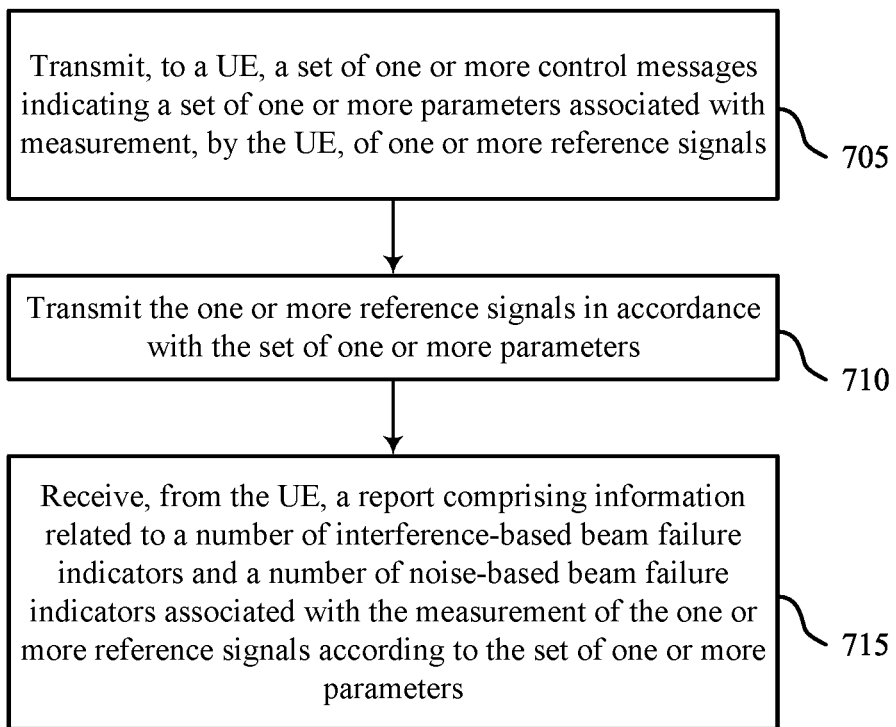 Transmit, to a UE, a set of one or more control messages
indicating a set of one or more parameters associated with
measurement, by the UE, of one or more reference signals
705
Transmit the one or more reference signals in accordance
with the set of one or more parameters
710
Receive, from the UE, a report comprising information
related to a number of interference-based beam failure
indicators and a number of noise-based beam failure
indicators associated with the measurement of the one or
more reference signals according to the set of one or more
parameters
715